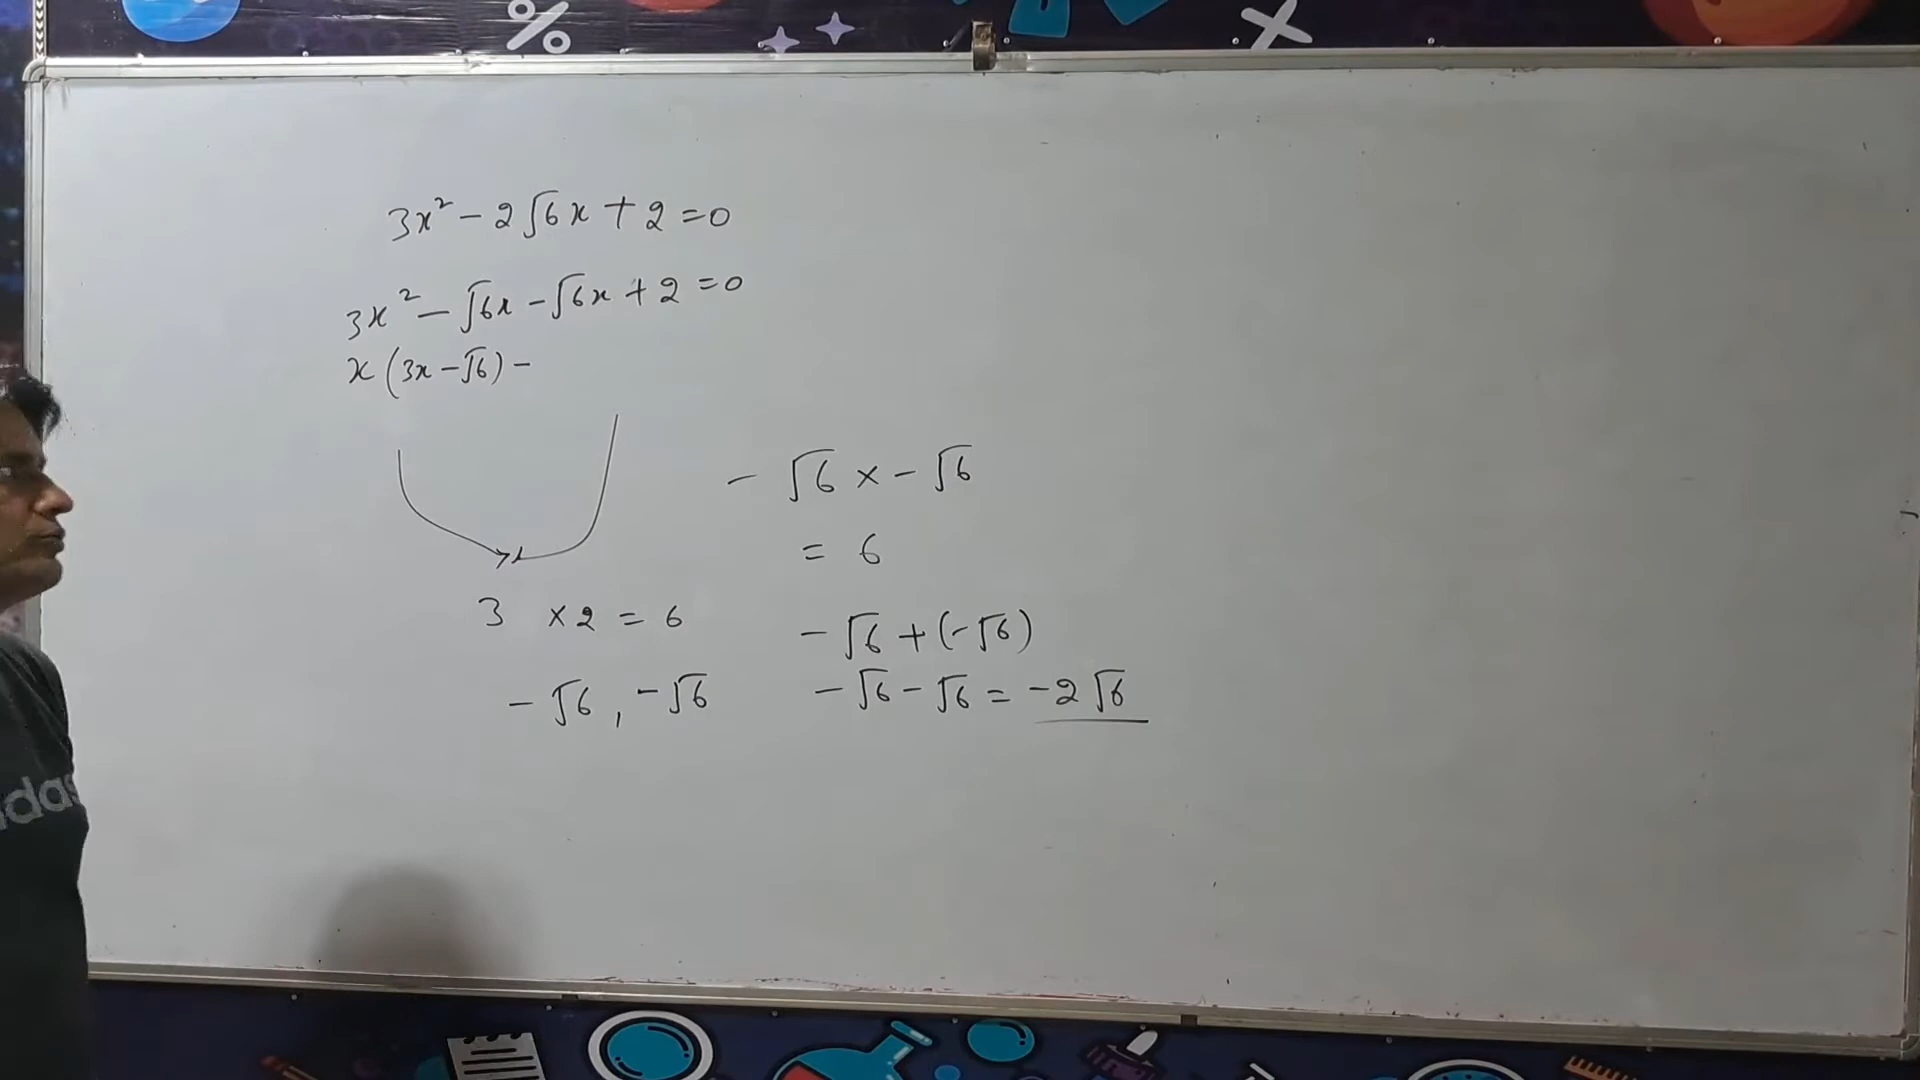 %
×
3x² - 2√6x + 2 = 0
3x² - √6x - √6x + 2 = 0
x (3x - √6) -
- √6 × - √6
= 6
3 × 2 = 6
- √6 + (- √6)
- √6 , - √6
- √6 - √6 = - 2√6